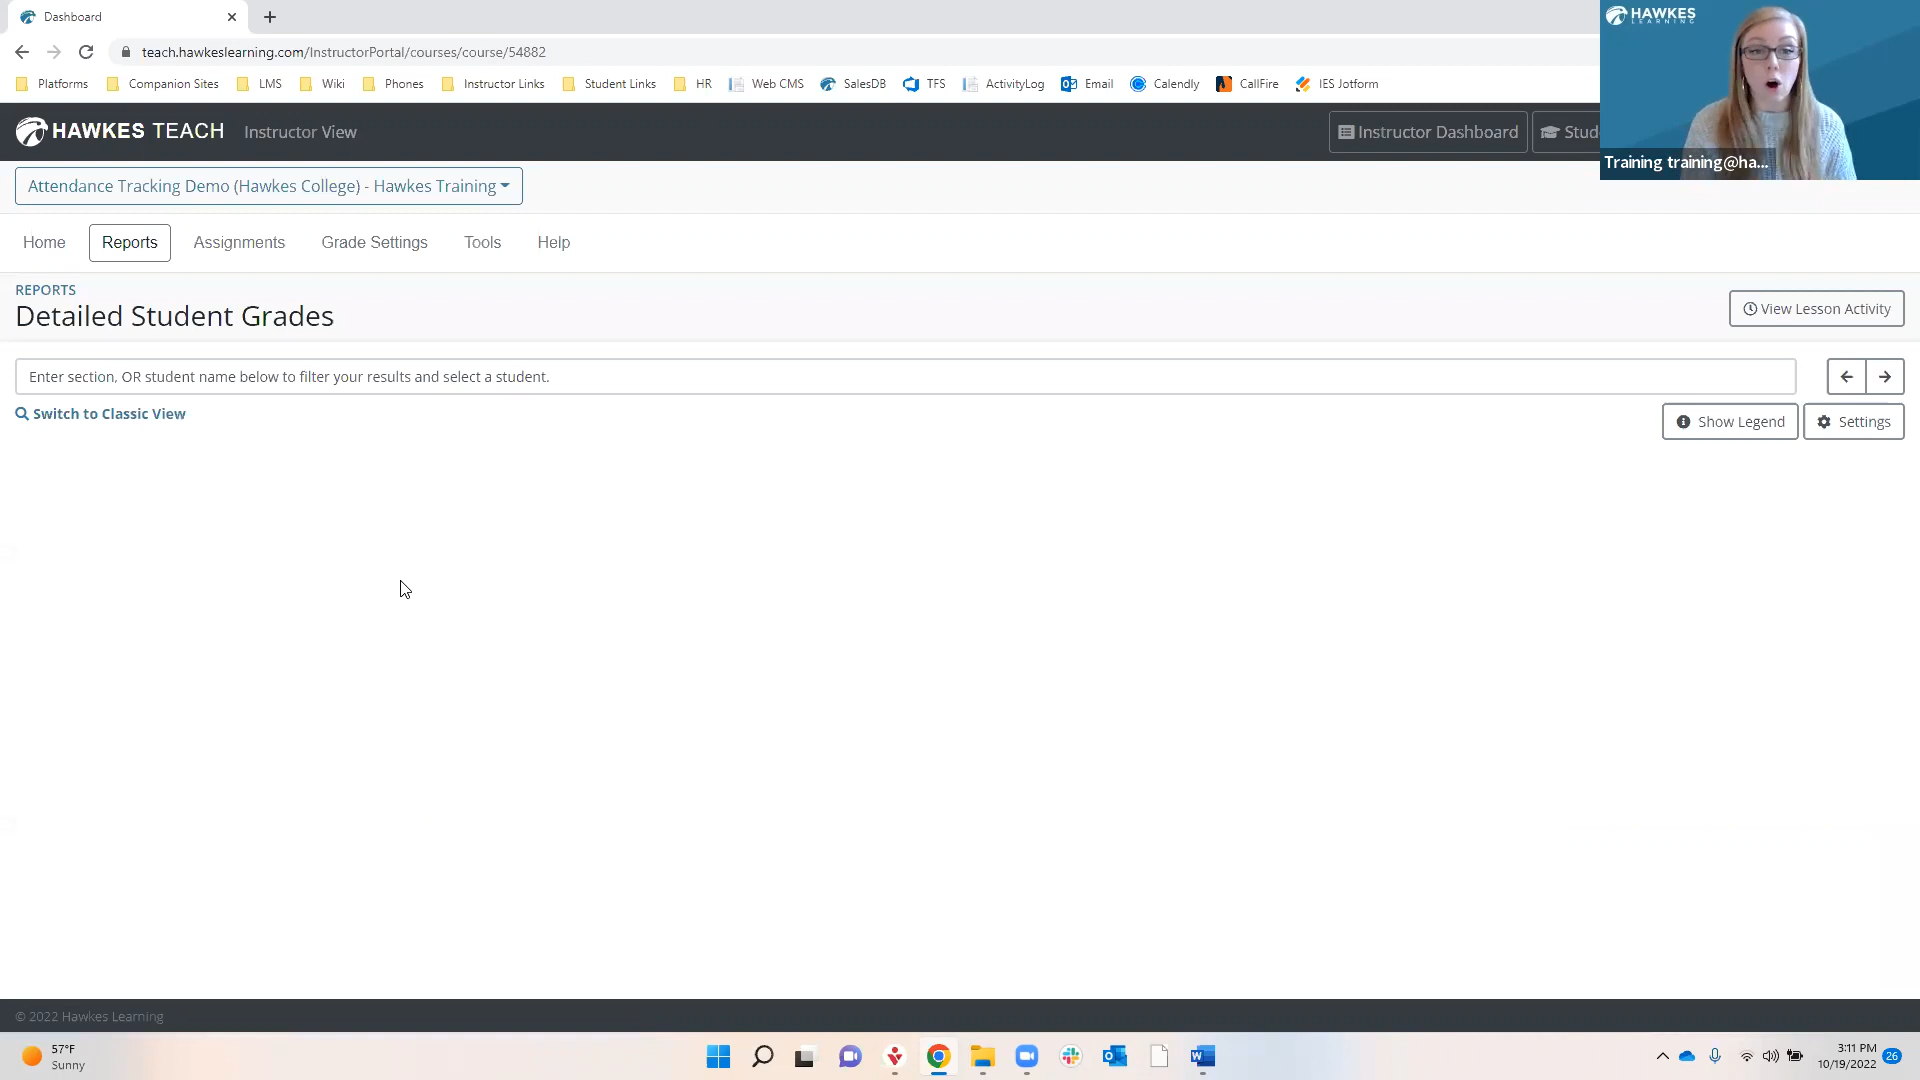 Dashboard
teach.hawkeslearning.com/InstructorPortal/courses/course/54882
Platforms Companion Sites LMS Wiki Phones Instructor Links Student Links HR Web CMS SalesDB TFS ActivityLog Email Calendly CallFire IES Jotform
HAWKES LEARNING
HAWKES TEACH Instructor View Instructor Dashboard Stud
Training training@ha...
Attendance Tracking Demo (Hawkes College) - Hawkes Training
Home Reports Assignments Grade Settings Tools Help
REPORTS
Detailed Student Grades
View Lesson Activity
Enter section, OR student name below to filter your results and select a student.
Switch to Classic View
Show Legend Settings
© 2022 Hawkes Learning
57°F
Sunny
3:11 PM
10/19/2022
26